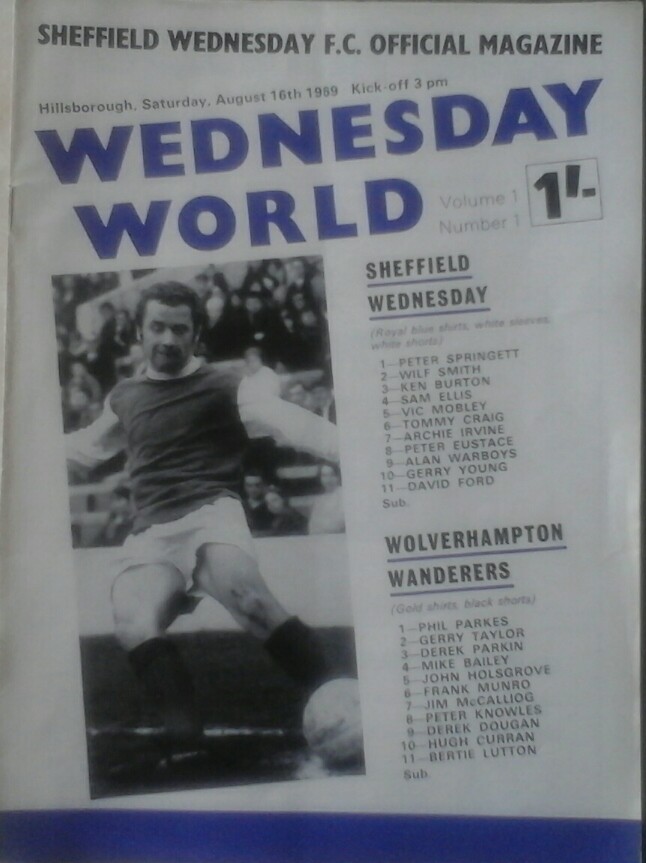 SHEFFIELD WEDNESDAY F.C. OFFICIAL MAGAZINE
Hillsborough, Saturday, August 16th 1969 Kick-off 3 pm
WEDNESDAY
WORLD
Volume 1
Number 1
1'/-
SHEFFIELD
WEDNESDAY
(Royal blue shirts, white sleeves,
white shorts)
1—PETER SPRINGETT
2—WILF SMITH
3—KEN BURTON
4—SAM ELLIS
5—VIC MOBLEY
6—TOMMY CRAIG
7—ARCHIE IRVINE
8—PETER EUSTACE
9—ALAN WARBOYS
10—GERRY YOUNG
11—DAVID FORD
Sub.
WOLVERHAMPTON
WANDERERS
(Gold shirts, black shorts)
1—PHIL PARKES
2—GERRY TAYLOR
3—DEREK PARKIN
4—MIKE BAILEY
5—JOHN HOLSGROVE
6—FRANK MUNRO
7—JIM McCALLIOG
8—PETER KNOWLES
9—DEREK DOUGAN
10—HUGH CURRAN
11—BERTIE LUTTON
Sub.